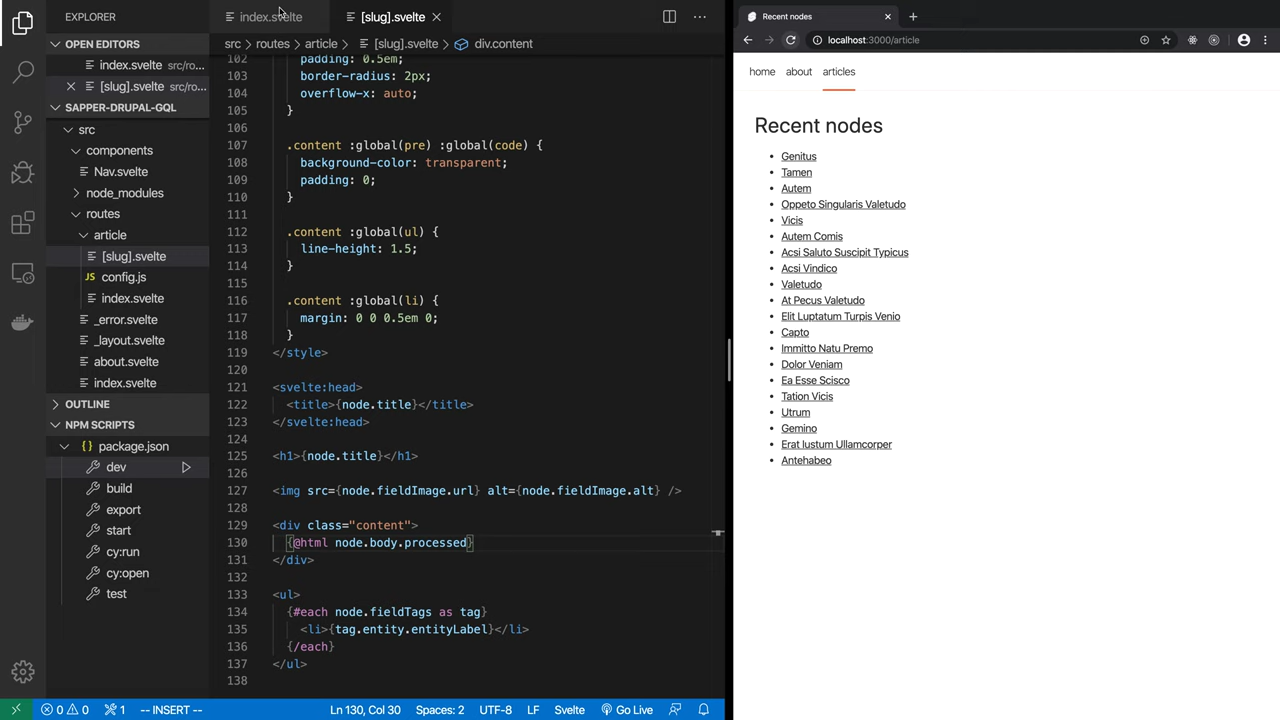 EXPLORER
OPEN EDITORS
index.svelte src/ro...
[slug].svelte src/ro...
SAPPER-DRUPAL-GQL
src
components
Nav.svelte
node_modules
routes
article
[slug].svelte
JS config.js
index.svelte
_error.svelte
_layout.svelte
about.svelte
index.svelte
OUTLINE
NPM SCRIPTS
{} package.json
dev
build
export
start
cy:run
cy:open
test
index.svelte
[slug].svelte
src > routes > article > [slug].svelte > div.content
102 padding: 0.5em;
103 border-radius: 2px;
104 overflow-x: auto;
105 }
106
107 .content :global(pre) :global(code) {
108 background-color: transparent;
109 padding: 0;
110 }
111
112 .content :global(ul) {
113 line-height: 1.5;
114 }
115
116 .content :global(li) {
117 margin: 0 0 0.5em 0;
118 }
119 </style>
120
121 <svelte:head>
122 <title>{node.title}</title>
123 </svelte:head>
124
125 <h1>{node.title}</h1>
126
127 <img src={node.fieldImage.url} alt={node.fieldImage.alt} />
128
129 <div class="content">
130 {@html node.body.processed}
131 </div>
132
133 <ul>
134 {#each node.fieldTags as tag}
135 <li>{tag.entity.entityLabel}</li>
136 {/each}
137 </ul>
138
0 0 1 -- INSERT -- Ln 130, Col 30 Spaces: 2 UTF-8 LF Svelte Go Live
Recent nodes
localhost:3000/article
home about articles
Recent nodes
Genitus
Tamen
Autem
Oppeto Singularis Valetudo
Vicis
Autem Comis
Acsi Saluto Suscipit Typicus
Acsi Vindico
Valetudo
At Pecus Valetudo
Elit Luptatum Turpis Venio
Capto
Immitto Natu Premo
Dolor Veniam
Ea Esse Scisco
Tation Vicis
Utrum
Gemino
Erat Iustum Ullamcorper
Antehabeo